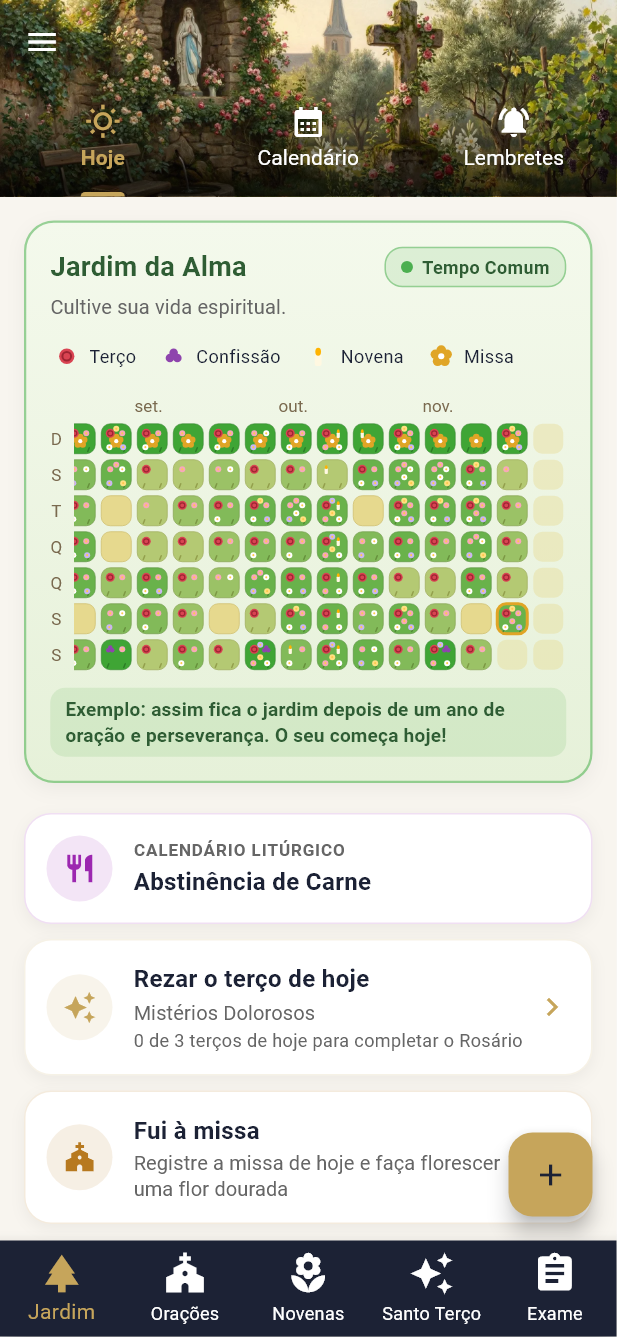 Hoje
Calendário
Lembretes
Jardim da Alma
Tempo Comum
Cultive sua vida espiritual.
Terço
Confissão
Novena
Missa
set.
out.
nov.
D
S
T
Q
Q
S
S
Exemplo: assim fica o jardim depois de um ano de
oração e perseverança. O seu começa hoje!
CALENDÁRIO LITÚRGICO
Abstinência de Carne
Rezar o terço de hoje
Mistérios Dolorosos
0 de 3 terços de hoje para completar o Rosário
Fui à missa
Registre a missa de hoje e faça florescer
uma flor dourada
+
Jardim
Orações
Novenas
Santo Terço
Exame